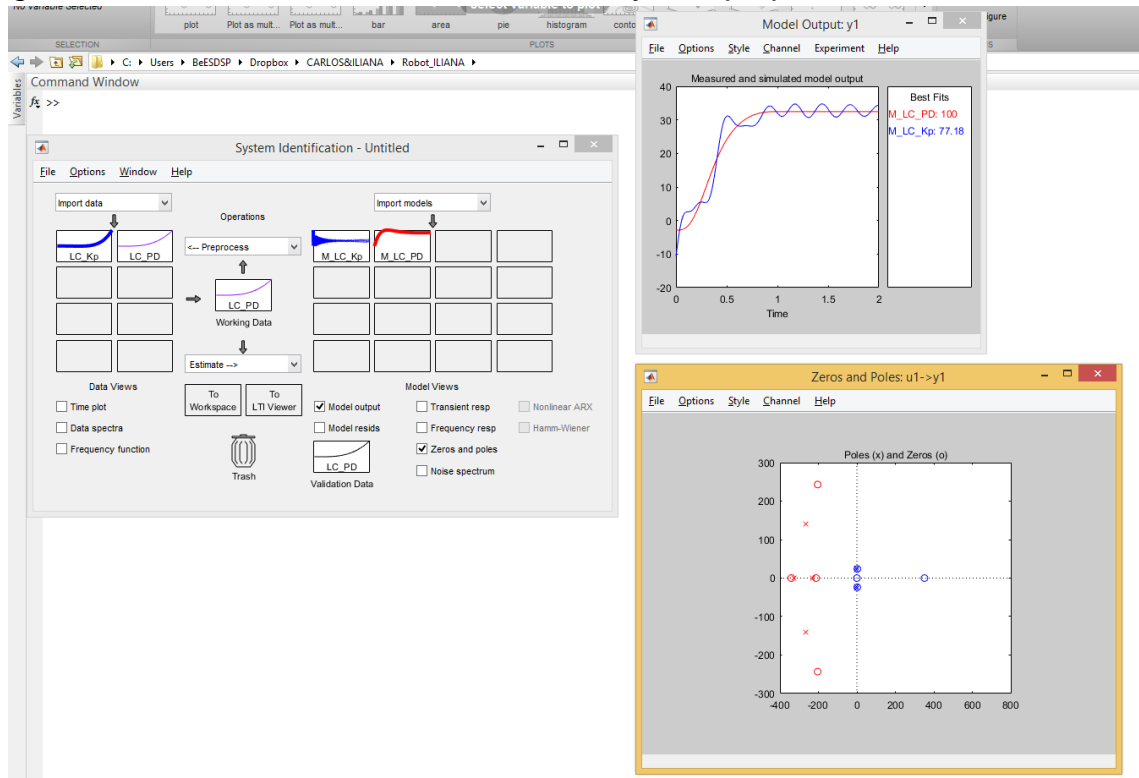 No Variable Selected
plot Plot as mult... Plot as mult... bar area pie histogram conto
SELECTION PLOTS
C: Users BeESDSP Dropbox CARLOS&ILIANA Robot_ILIANA
Variables
Command Window
fx >>
System Identification - Untitled
File Options Window Help
Import data
Import models
Operations
<-- Preprocess
LC_Kp LC_PD
M_LC_Kp M_LC_PD
LC_PD
Working Data
Estimate -->
Data Views
Time plot
Data spectra
Frequency function
To Workspace
To LTI Viewer
Trash
Model Views
Model output
Transient resp
Nonlinear ARX
Model resids
Frequency resp
Hamm-Wiener
Zeros and poles
LC_PD
Noise spectrum
Validation Data
Model Output: y1
File Options Style Channel Experiment Help
Measured and simulated model output
40
30
20
10
0
-10
-20
0 0.5 1 1.5 2
Time
Best Fits
M_LC_PD: 100
M_LC_Kp: 77.18
Zeros and Poles: u1->y1
File Options Style Channel Help
Poles (x) and Zeros (o)
300
200
100
0
-100
-200
-300
-400 -200 0 200 400 600 800